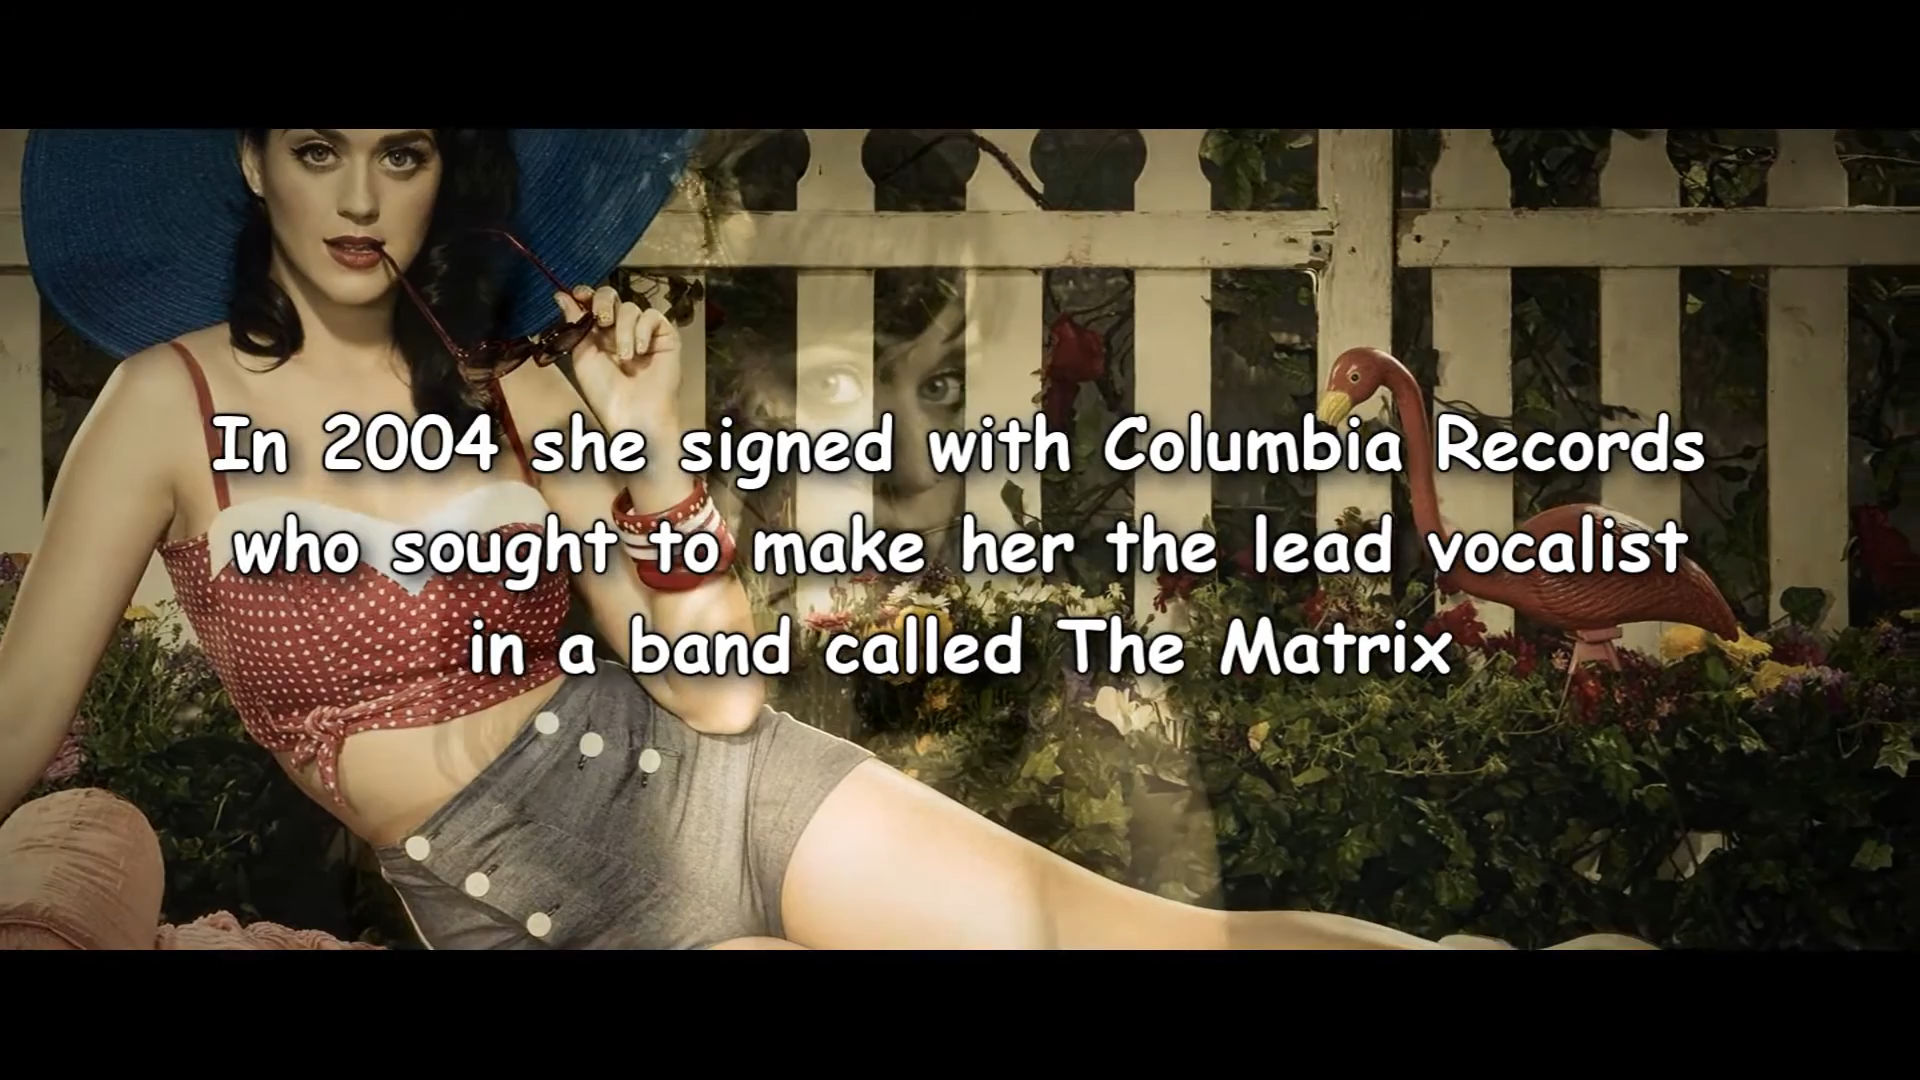 In 2004 she signed with Columbia Records
who sought to make her the lead vocalist
in a band called The Matrix